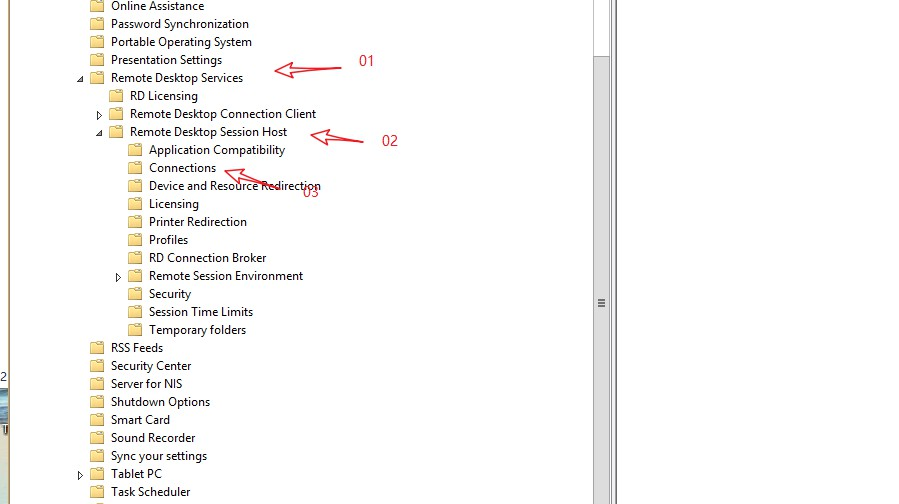 Online Assistance
Password Synchronization
Portable Operating System
Presentation Settings
01
Remote Desktop Services
RD Licensing
Remote Desktop Connection Client
Remote Desktop Session Host
02
Application Compatibility
Connections
Device and Resource Redirection
03
Licensing
Printer Redirection
Profiles
RD Connection Broker
Remote Session Environment
Security
Session Time Limits
Temporary folders
RSS Feeds
Security Center
2
Server for NIS
Shutdown Options
Smart Card
Sound Recorder
Sync your settings
Tablet PC
Task Scheduler